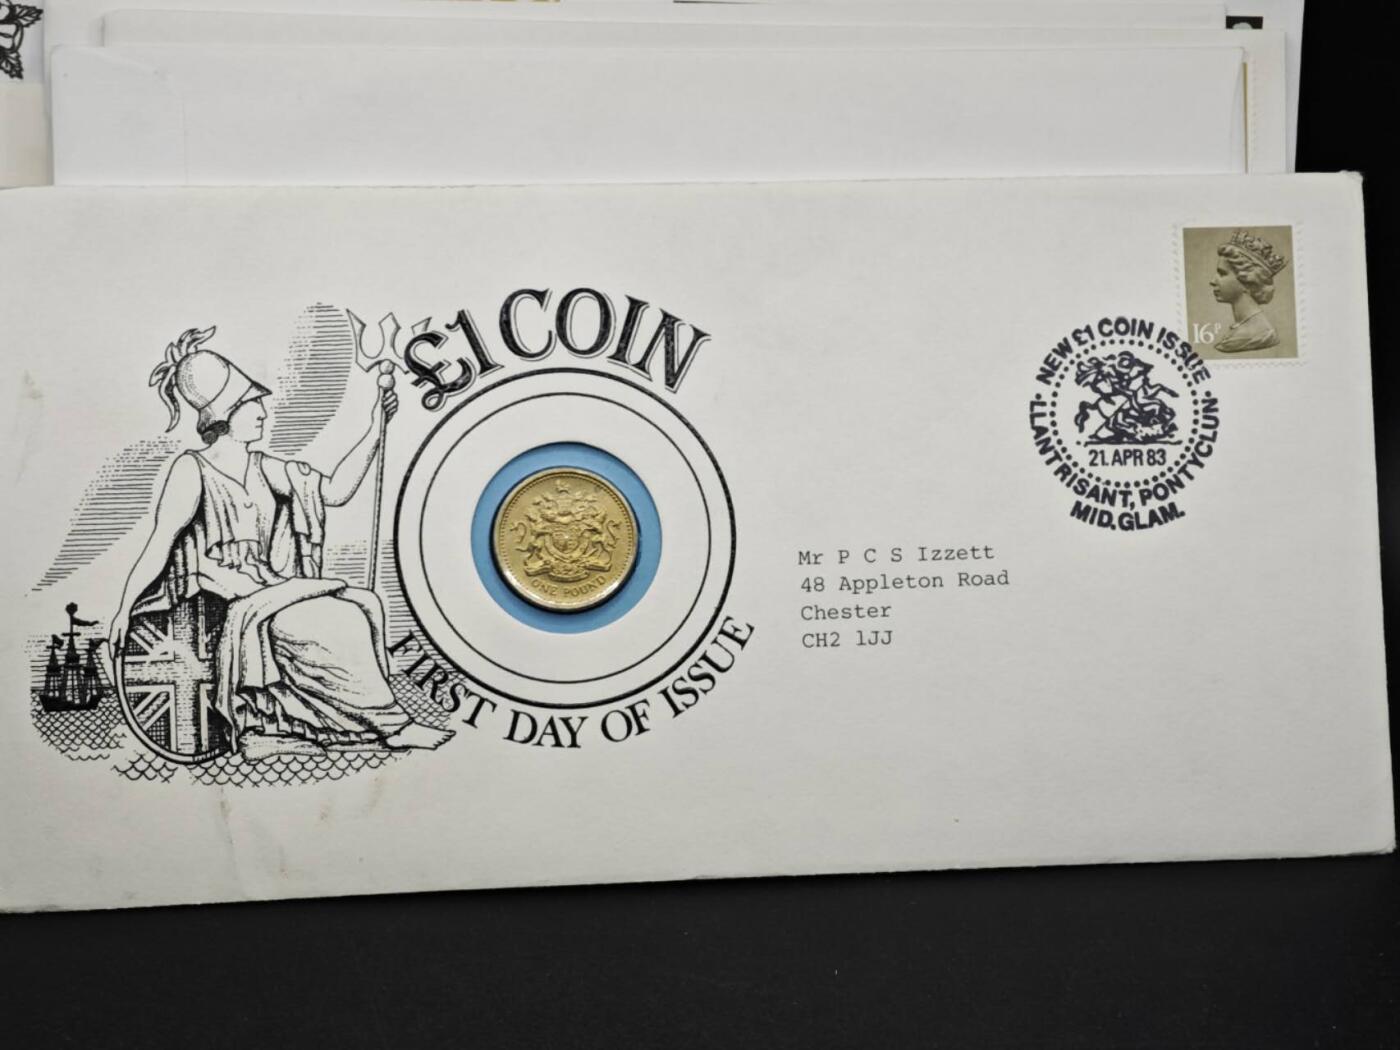 £1 COIN
ONE POUND
FIRST DAY OF ISSUE
16P
NEW £1 COIN ISSUE
21. APR 83
LLANTRISANT, PONTYCLUN
MID. GLAM.
Mr P C S Izzett
48 Appleton Road
Chester
CH2 1JJ